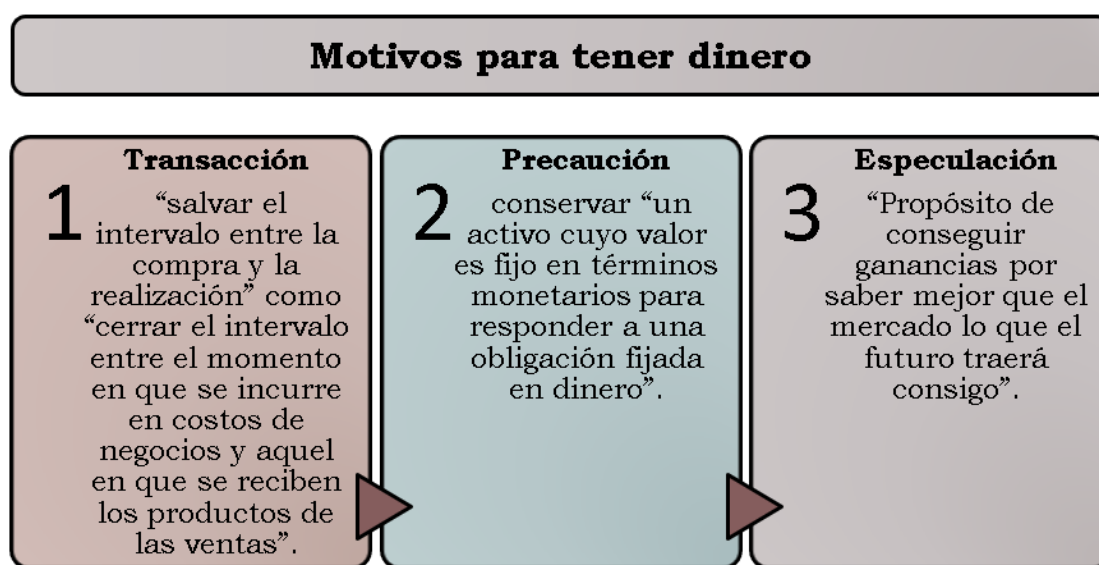 Motivos para tener dinero
Transacción
1
“salvar el
intervalo entre la
compra y la
realización” como
“cerrar el intervalo
entre el momento
en que se incurre
en costos de
negocios y aquel
en que se reciben
los productos de
las ventas”.
Precaución
2
conservar “un
activo cuyo valor
es fijo en términos
monetarios para
responder a una
obligación fijada
en dinero”.
Especulación
3
“Propósito de
conseguir
ganancias por
saber mejor que el
mercado lo que el
futuro traerá
consigo”.